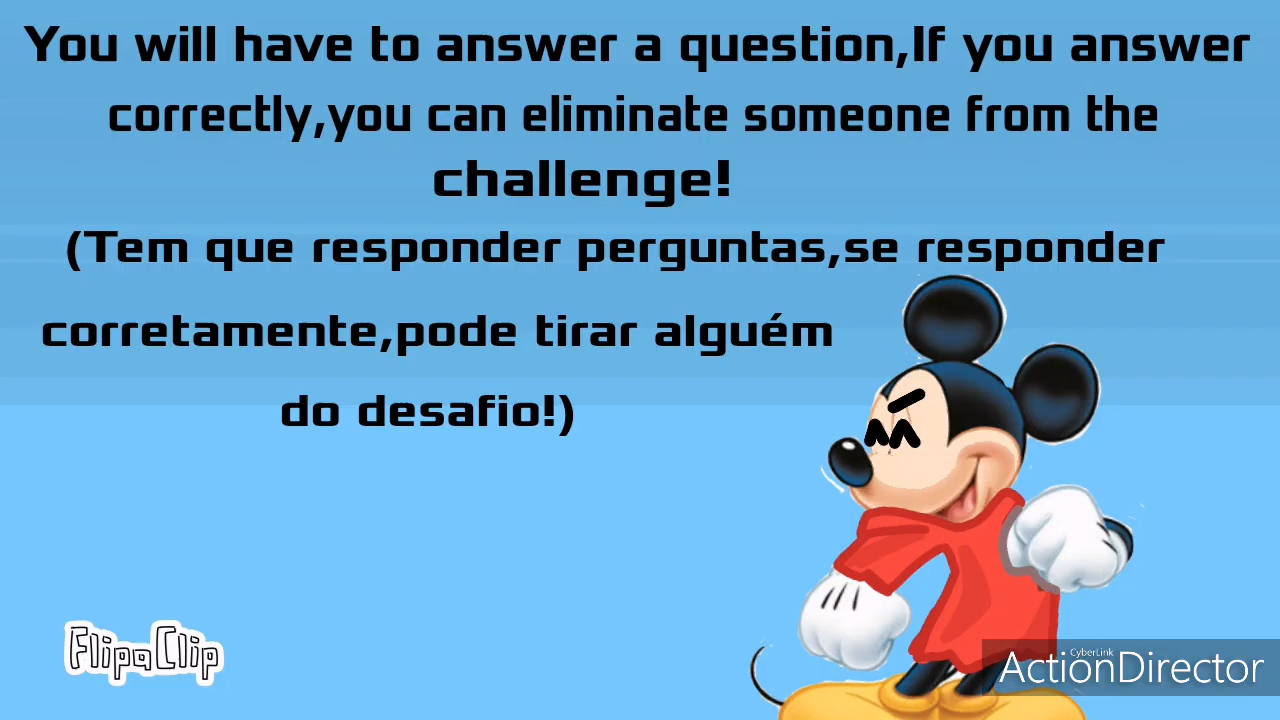 You will have to answer a question,If you answer
correctly,you can eliminate someone from the
challenge!
(Tem que responder perguntas,se responder
corretamente,pode tirar alguém
do desafio!)
FlipaClip
CyberLink
ActionDirector